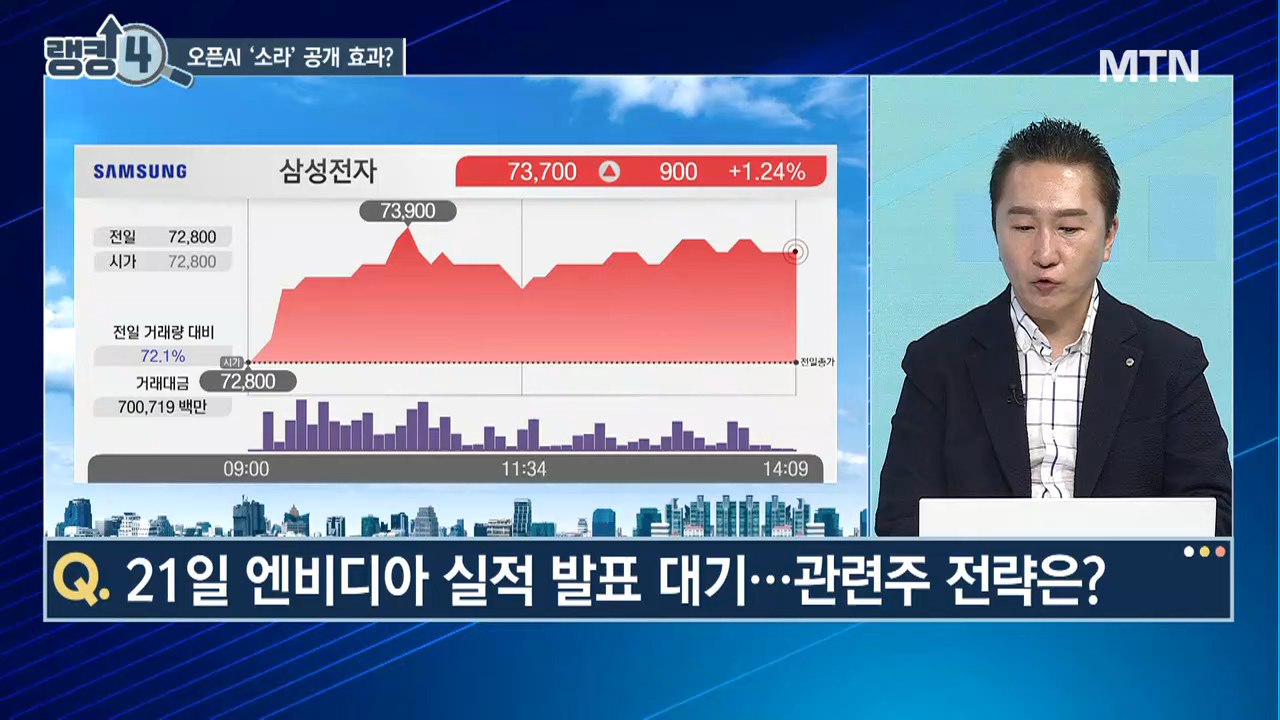 랭킹4
오픈AI ‘소라’ 공개 효과?
MTN
SAMSUNG
삼성전자
73,700 ▲ 900 +1.24%
73,900
전일 72,800
시가 72,800
전일 거래량 대비
72.1%
시가
전일종가
거래대금
72,800
700,719 백만
09:00
11:34
14:09
Q. 21일 엔비디아 실적 발표 대기…관련주 전략은?